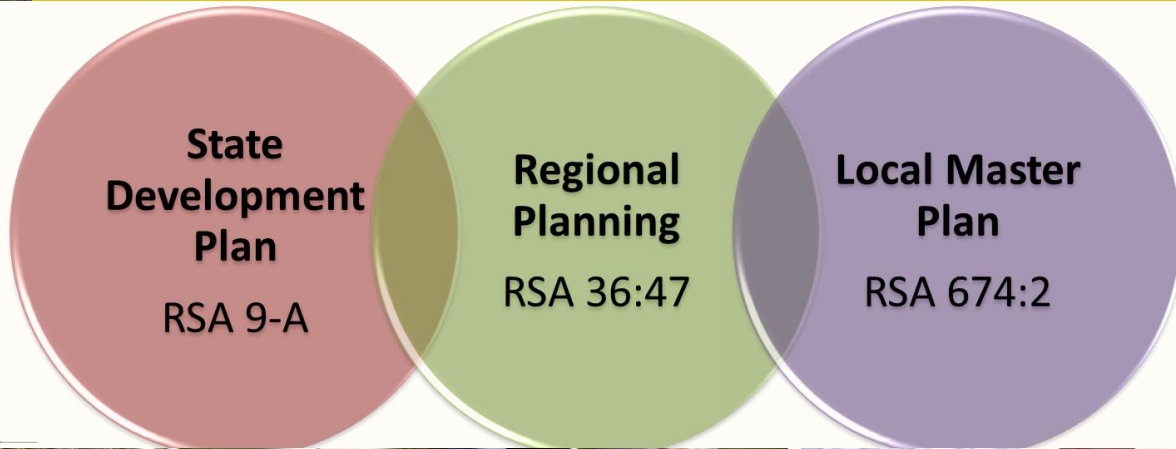 State
Development
Plan
RSA 9-A
Regional
Planning
RSA 36:47
Local Master
Plan
RSA 674:2